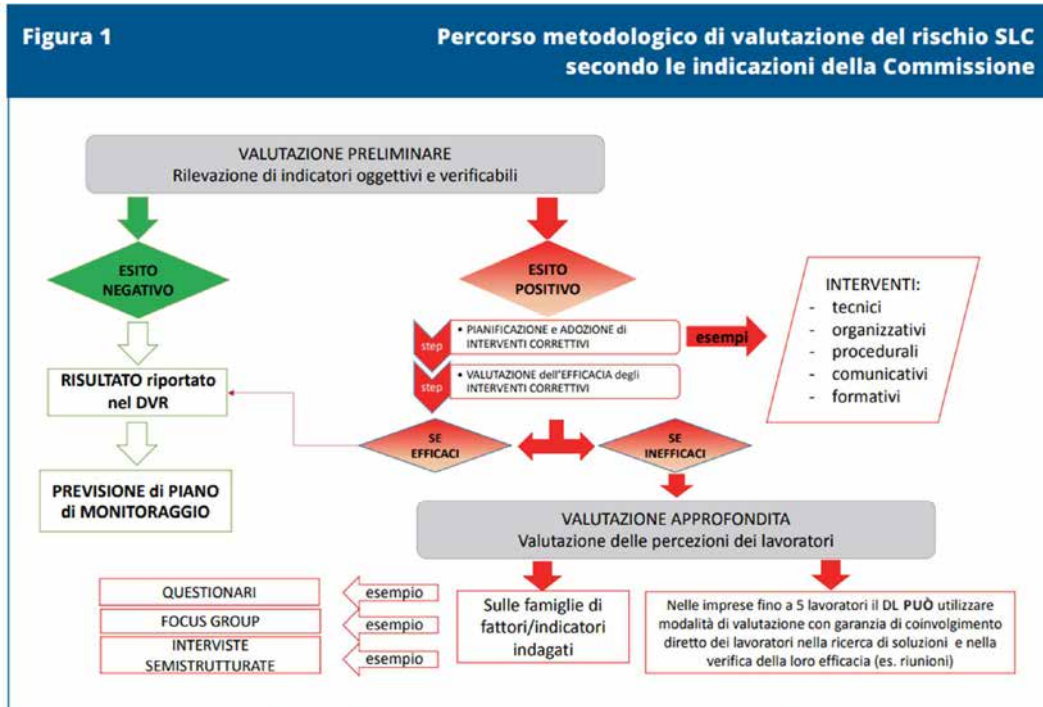 Figura 1
Percorso metodologico di valutazione del rischio SLC
secondo le indicazioni della Commissione
VALUTAZIONE PRELIMINARE
Rilevazione di indicatori oggettivi e verificabili
ESITO
NEGATIVO
ESITO
POSITIVO
RISULTATO riportato
nel DVR
PREVISIONE di PIANO
di MONITORAGGIO
step
• PIANIFICAZIONE e ADOZIONE di
INTERVENTI CORRETTIVI
esempi
INTERVENTI:
- tecnici
- organizzativi
- procedurali
- comunicativi
- formativi
step
• VALUTAZIONE dell'EFFICACIA degli
INTERVENTI CORRETTIVI
SE
EFFICACI
SE
INEFFICACI
VALUTAZIONE APPROFONDITA
Valutazione delle percezioni dei lavoratori
QUESTIONARI
esempio
FOCUS GROUP
esempio
INTERVISTE
SEMISTRUTTURATE
esempio
Sulle famiglie di
fattori/indicatori
indagati
Nelle imprese fino a 5 lavoratori il DL PUÒ utilizzare
modalità di valutazione con garanzia di coinvolgimento
diretto dei lavoratori nella ricerca di soluzioni e nella
verifica della loro efficacia (es. riunioni)